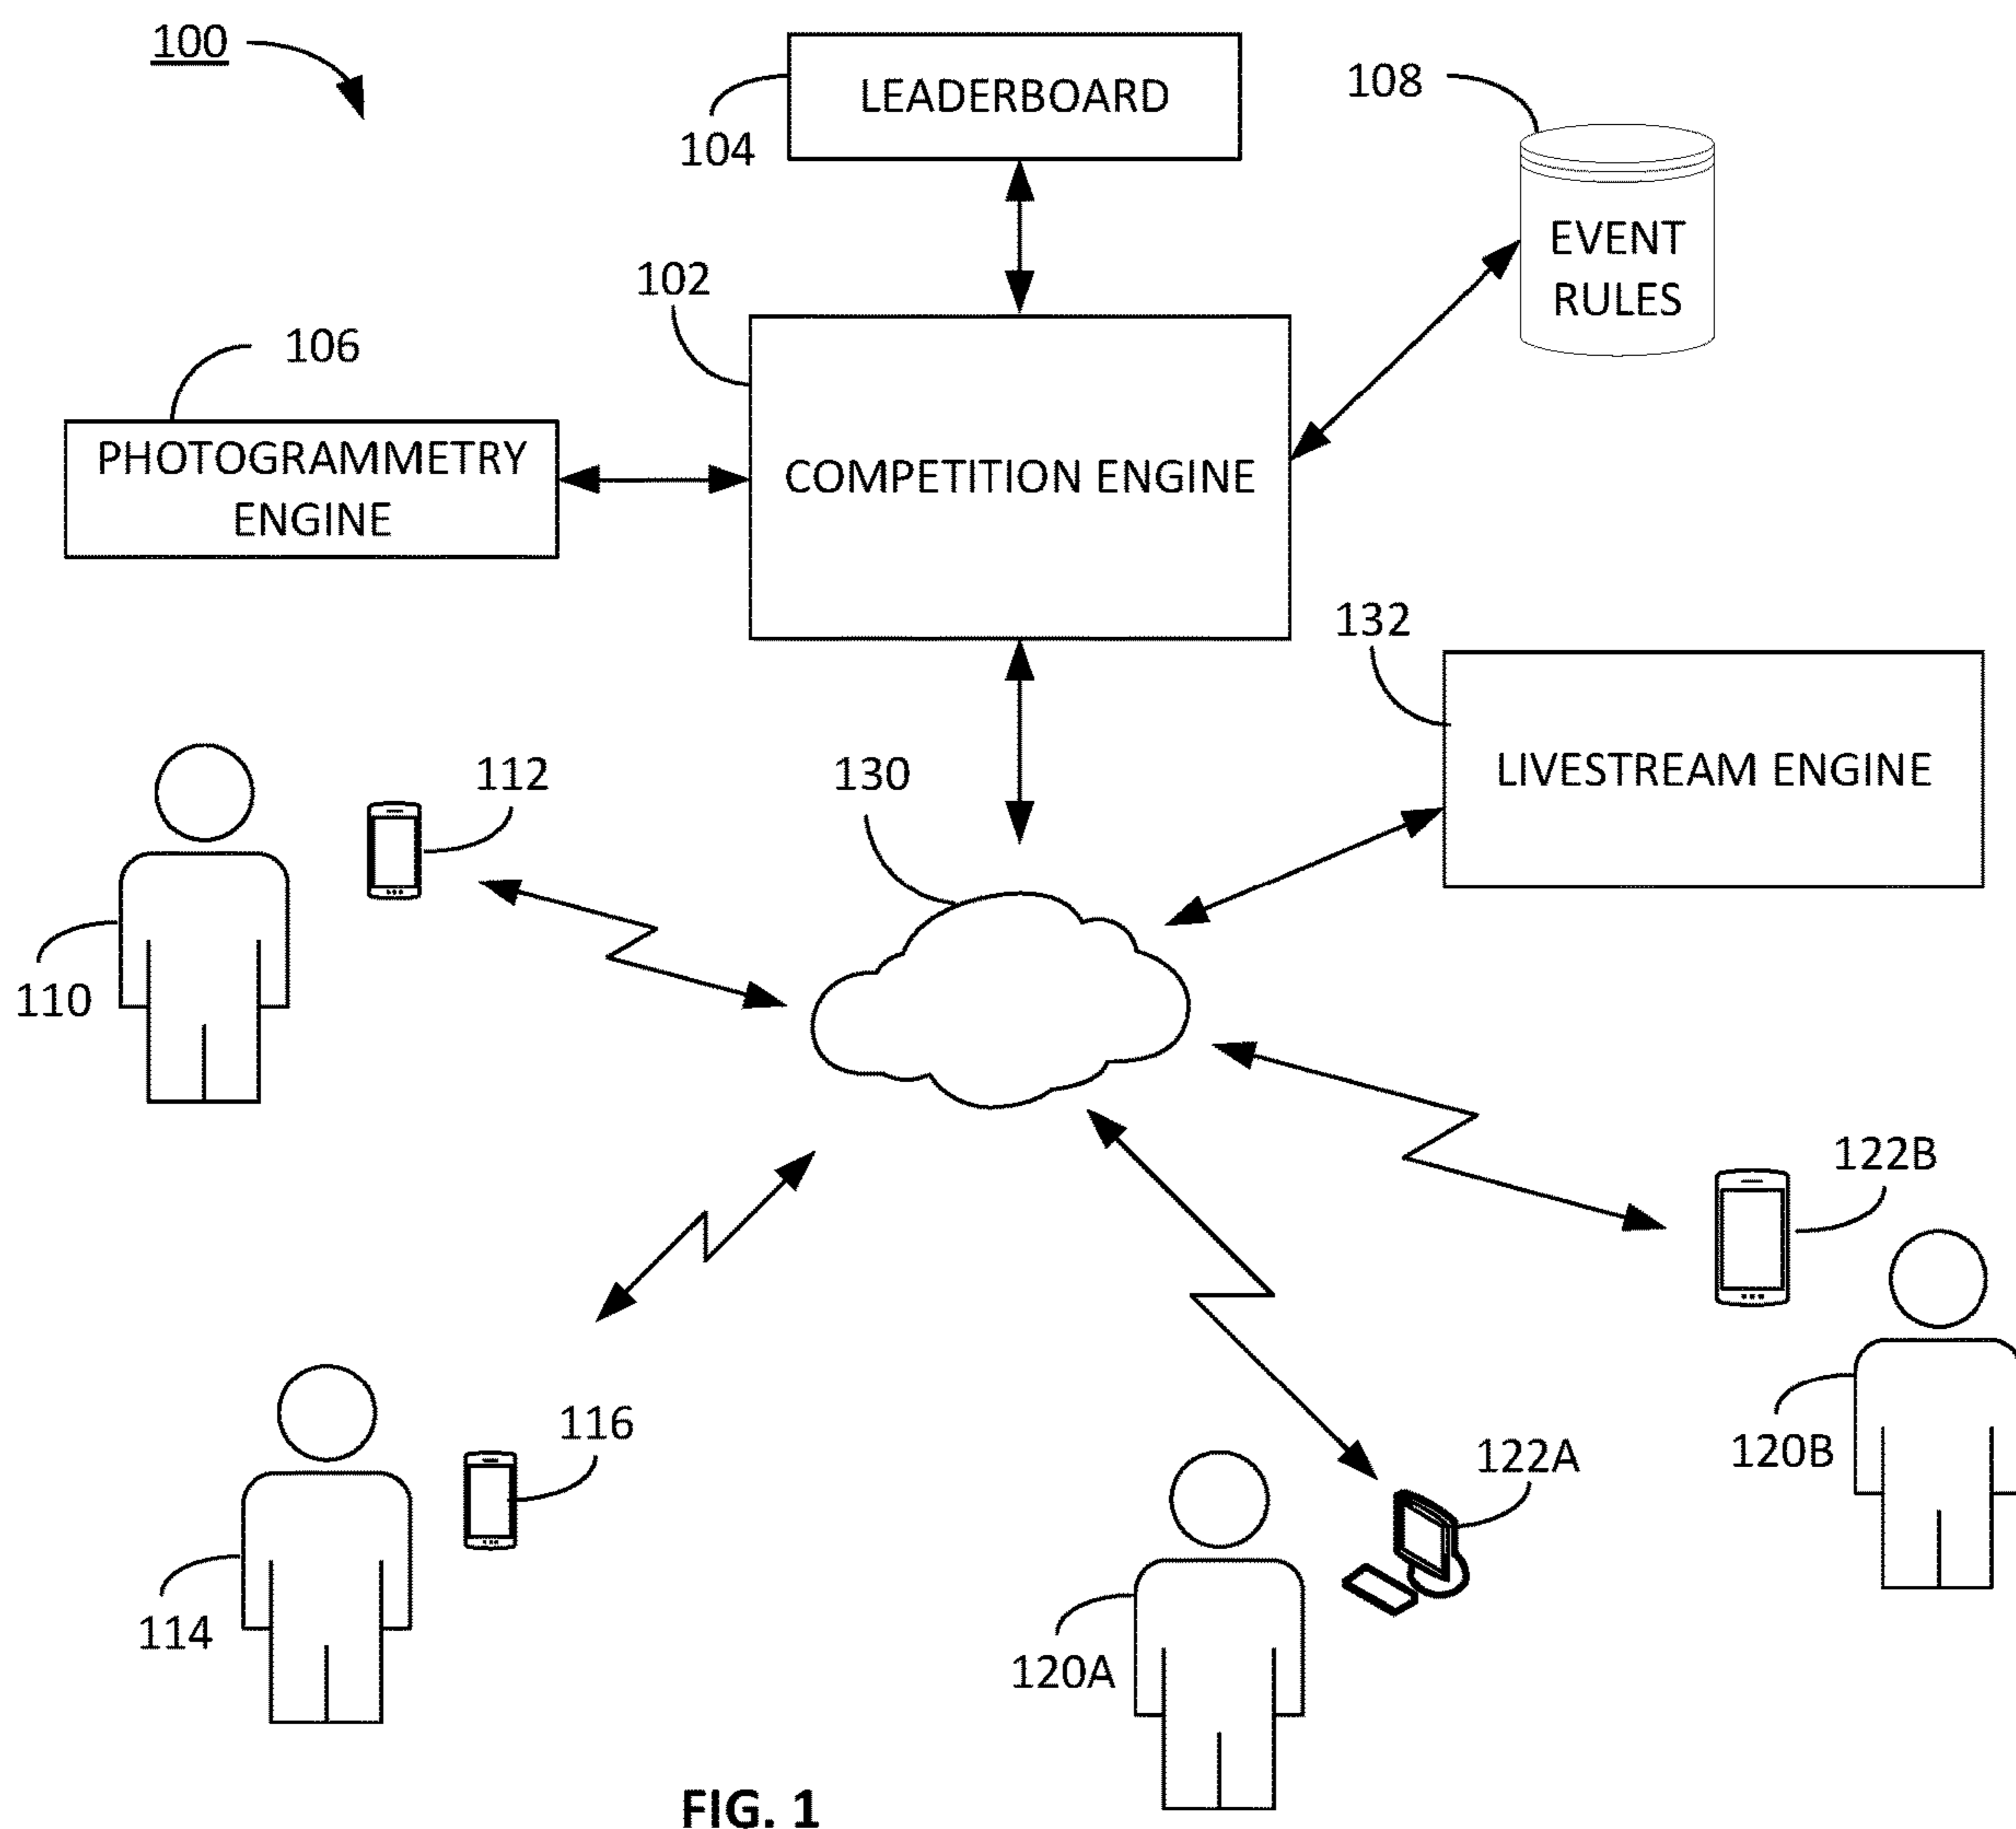 100
LEADERBOARD
104
108
EVENT
RULES
102
106
PHOTOGRAMMETRY
ENGINE
COMPETITION ENGINE
132
LIVESTREAM ENGINE
112
130
110
122B
116
120B
122A
114
120A
FIG. 1